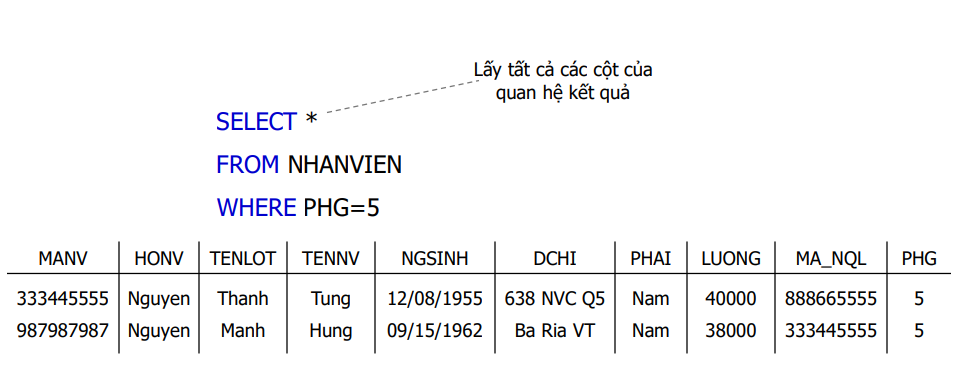 Lấy tất cả các cột của
quan hệ kết quả
SELECT *
FROM NHANVIEN
WHERE PHG=5
MANV HONV TENLOT TENNV NGSINH DCHI PHAI LUONG MA_NQL PHG
333445555 Nguyen Thanh Tung 12/08/1955 638 NVC Q5 Nam 40000 888665555 5
987987987 Nguyen Manh Hung 09/15/1962 Ba Ria VT Nam 38000 333445555 5